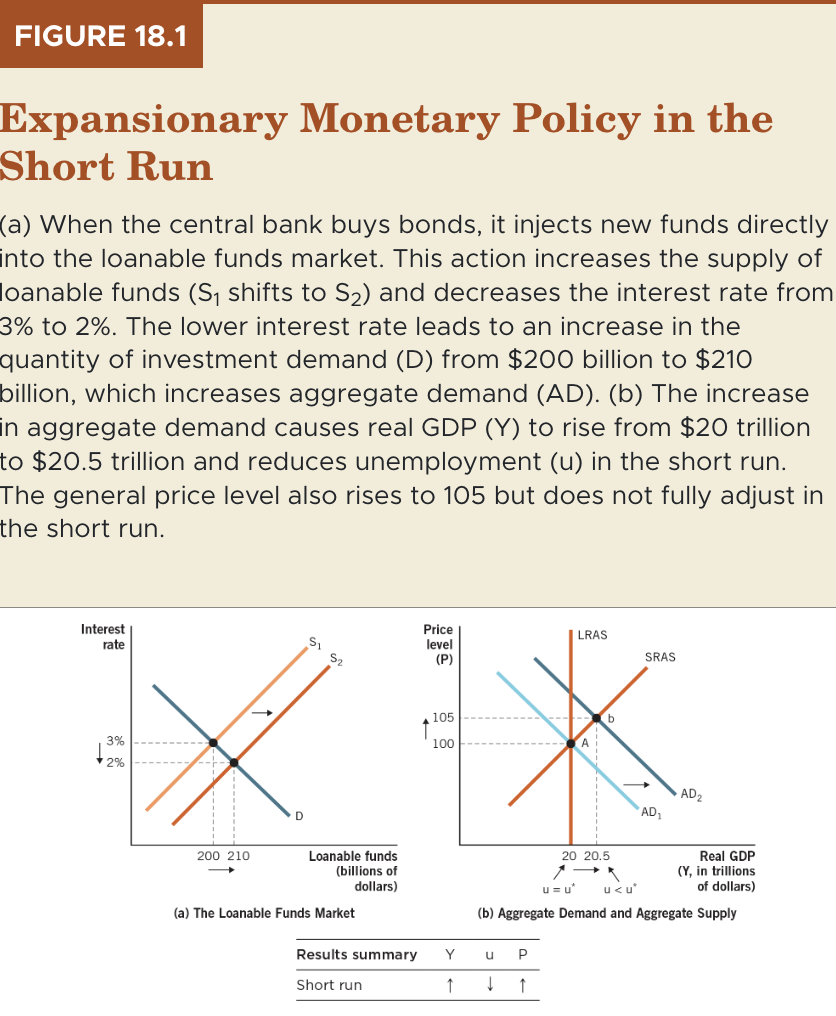 FIGURE 18.1
Expansionary Monetary Policy in the
Short Run
(a) When the central bank buys bonds, it injects new funds directly
into the loanable funds market. This action increases the supply of
loanable funds (S₁ shifts to S₂) and decreases the interest rate from
3% to 2%. The lower interest rate leads to an increase in the
quantity of investment demand (D) from $200 billion to $210
billion, which increases aggregate demand (AD). (b) The increase
in aggregate demand causes real GDP (Y) to rise from $20 trillion
to $20.5 trillion and reduces unemployment (u) in the short run.
The general price level also rises to 105 but does not fully adjust in
the short run.
Interest
rate
S₁
S₂
3%
↓ 2%
D
200 210
→
Loanable funds
(billions of
dollars)
(a) The Loanable Funds Market
Price
level
(P)
LRAS
SRAS
↑ 105
100
b
A
AD₂
AD₁
20 20.5
u = u*
u < u*
Real GDP
(Y, in trillions
of dollars)
(b) Aggregate Demand and Aggregate Supply
Results summary Y u P
Short run ↑ ↓ ↑